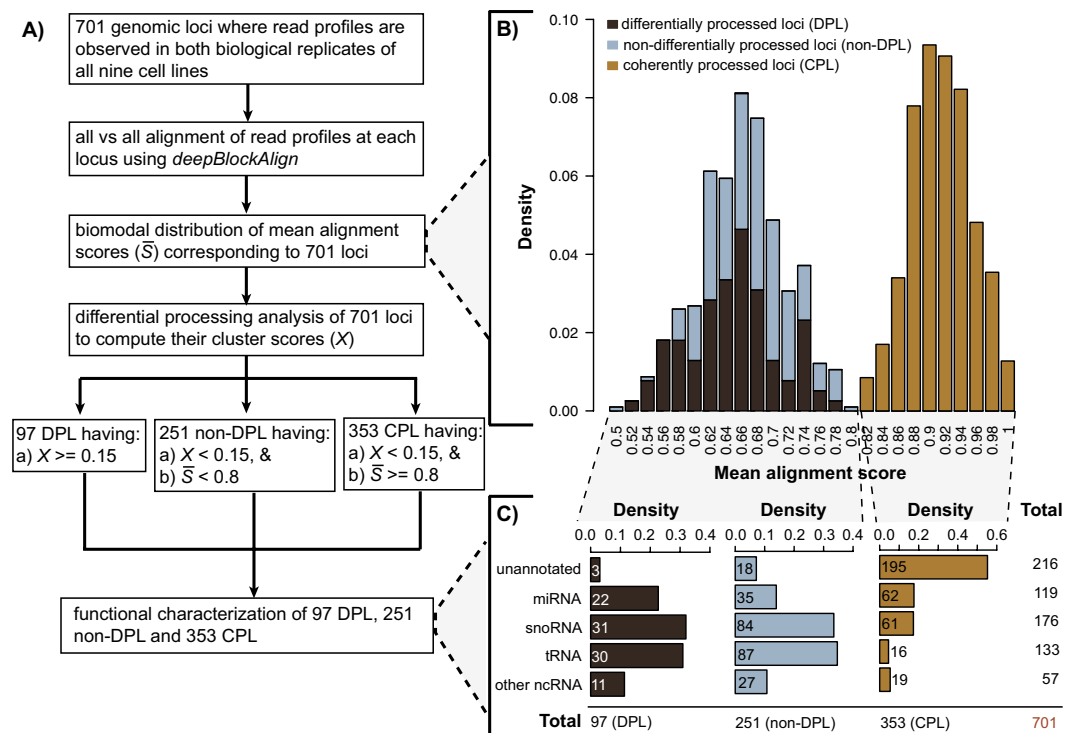 A)
701 genomic loci where read profiles are
observed in both biological replicates of
all nine cell lines
all vs all alignment of read profiles at each
locus using deepBlockAlign
biomodal distribution of mean alignment
scores (S̅) corresponding to 701 loci
differential processing analysis of 701 loci
to compute their cluster scores (X)
97 DPL having:
a) X >= 0.15
251 non-DPL having:
a) X < 0.15, &
b) S̅ < 0.8
353 CPL having:
a) X < 0.15, &
b) S̅ >= 0.8
functional characterization of 97 DPL, 251
non-DPL and 353 CPL
B)
differentially processed loci (DPL)
non-differentially processed loci (non-DPL)
coherently processed loci (CPL)
Density
0.10
0.08
0.06
0.04
0.02
0.00
0.5 0.52 0.54 0.56 0.58 0.6 0.62 0.64 0.66 0.68 0.7 0.72 0.74 0.76 0.78 0.8 0.82 0.84 0.86 0.88 0.9 0.92 0.94 0.96 0.98 1
Mean alignment score
C)
Density Density Density Total
0.0 0.1 0.2 0.3 0.4 0.0 0.1 0.2 0.3 0.4 0.0 0.2 0.4 0.6
unannotated 3 18 195 216
miRNA 22 35 62 119
snoRNA 31 84 61 176
tRNA 30 87 16 133
other ncRNA 11 27 19 57
Total 97 (DPL) 251 (non-DPL) 353 (CPL) 701